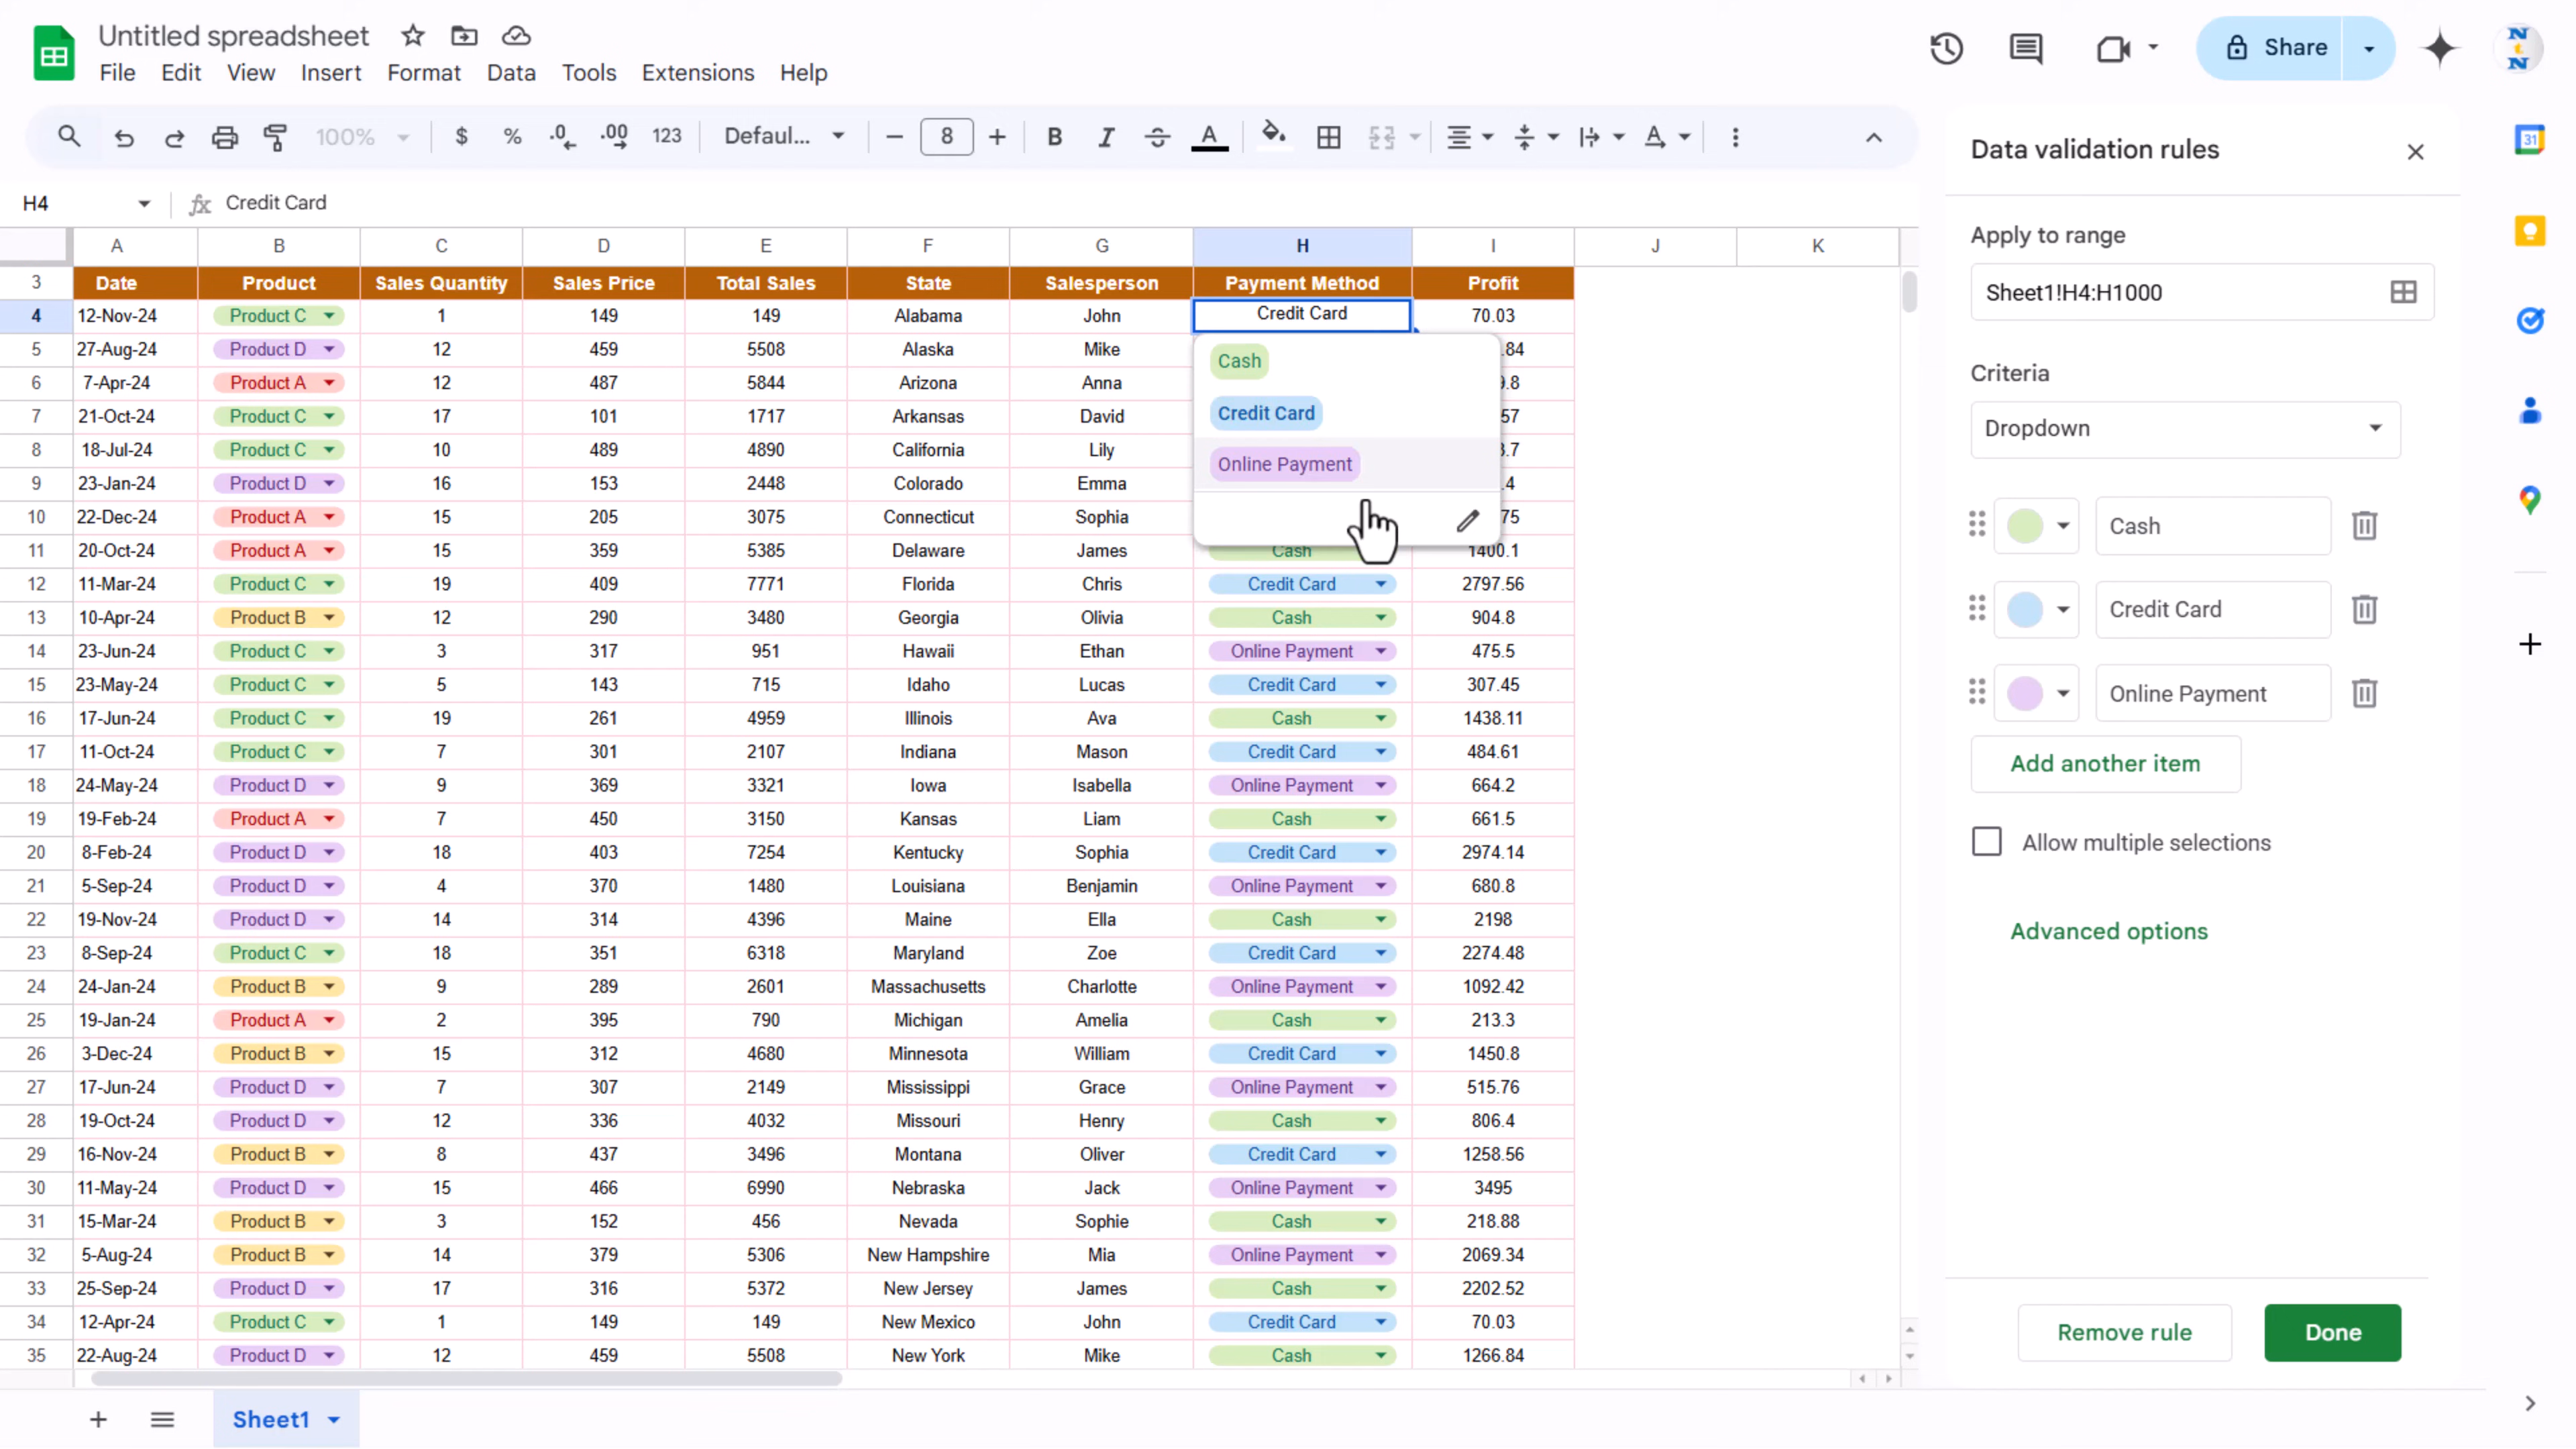 Untitled spreadsheet
File Edit View Insert Format Data Tools Extensions Help
Share
N t N
100% $ % .0 .00 123 Defaul... 8 B I A
H4 fx Credit Card
A B C D E F G H I J K
3 Date Product Sales Quantity Sales Price Total Sales State Salesperson Payment Method Profit
4 12-Nov-24 Product C 1 149 149 Alabama John Credit Card 70.03
5 27-Aug-24 Product D 12 459 5508 Alaska Mike .84
6 7-Apr-24 Product A 12 487 5844 Arizona Anna 9.8
7 21-Oct-24 Product C 17 101 1717 Arkansas David 57
8 18-Jul-24 Product C 10 489 4890 California Lily 3.7
9 23-Jan-24 Product D 16 153 2448 Colorado Emma .4
10 22-Dec-24 Product A 15 205 3075 Connecticut Sophia 75
11 20-Oct-24 Product A 15 359 5385 Delaware James Cash 1400.1
12 11-Mar-24 Product C 19 409 7771 Florida Chris Credit Card 2797.56
13 10-Apr-24 Product B 12 290 3480 Georgia Olivia Cash 904.8
14 23-Jun-24 Product C 3 317 951 Hawaii Ethan Online Payment 475.5
15 23-May-24 Product C 5 143 715 Idaho Lucas Credit Card 307.45
16 17-Jun-24 Product C 19 261 4959 Illinois Ava Cash 1438.11
17 11-Oct-24 Product C 7 301 2107 Indiana Mason Credit Card 484.61
18 24-May-24 Product D 9 369 3321 Iowa Isabella Online Payment 664.2
19 19-Feb-24 Product A 7 450 3150 Kansas Liam Cash 661.5
20 8-Feb-24 Product D 18 403 7254 Kentucky Sophia Credit Card 2974.14
21 5-Sep-24 Product D 4 370 1480 Louisiana Benjamin Online Payment 680.8
22 19-Nov-24 Product D 14 314 4396 Maine Ella Cash 2198
23 8-Sep-24 Product C 18 351 6318 Maryland Zoe Credit Card 2274.48
24 24-Jan-24 Product B 9 289 2601 Massachusetts Charlotte Online Payment 1092.42
25 19-Jan-24 Product A 2 395 790 Michigan Amelia Cash 213.3
26 3-Dec-24 Product B 15 312 4680 Minnesota William Credit Card 1450.8
27 17-Jun-24 Product D 7 307 2149 Mississippi Grace Online Payment 515.76
28 19-Oct-24 Product D 12 336 4032 Missouri Henry Cash 806.4
29 16-Nov-24 Product B 8 437 3496 Montana Oliver Credit Card 1258.56
30 11-May-24 Product D 15 466 6990 Nebraska Jack Online Payment 3495
31 15-Mar-24 Product B 3 152 456 Nevada Sophie Cash 218.88
32 5-Aug-24 Product B 14 379 5306 New Hampshire Mia Online Payment 2069.34
33 25-Sep-24 Product D 17 316 5372 New Jersey James Cash 2202.52
34 12-Apr-24 Product C 1 149 149 New Mexico John Credit Card 70.03
35 22-Aug-24 Product D 12 459 5508 New York Mike Cash 1266.84
Cash
Credit Card
Online Payment
Sheet1
Data validation rules
Apply to range
Sheet1!H4:H1000
Criteria
Dropdown
Cash
Credit Card
Online Payment
Add another item
Allow multiple selections
Advanced options
Remove rule Done
31